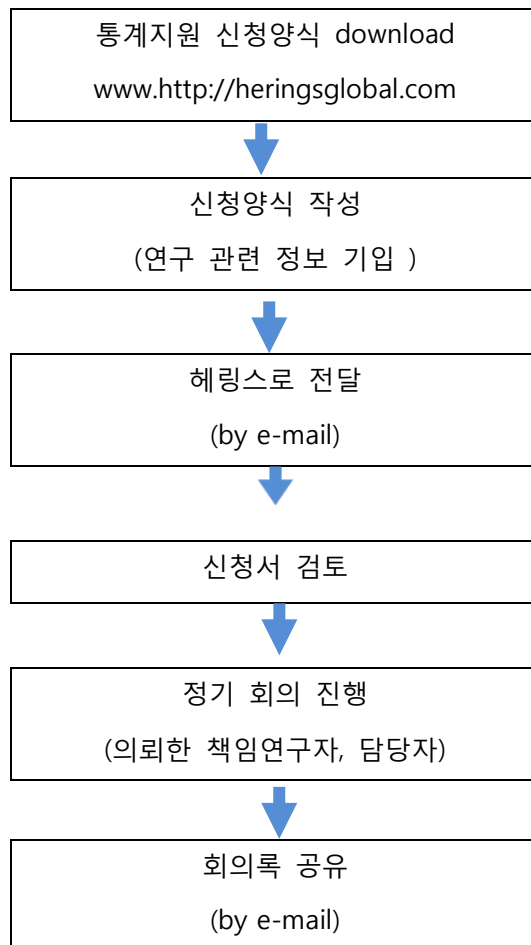 통계지원 신청양식 download
www.http://heringsglobal.com
신청양식 작성
(연구 관련 정보 기입 )
헤링스로 전달
(by e-mail)
신청서 검토
정기 회의 진행
(의뢰한 책임연구자, 담당자)
회의록 공유
(by e-mail)